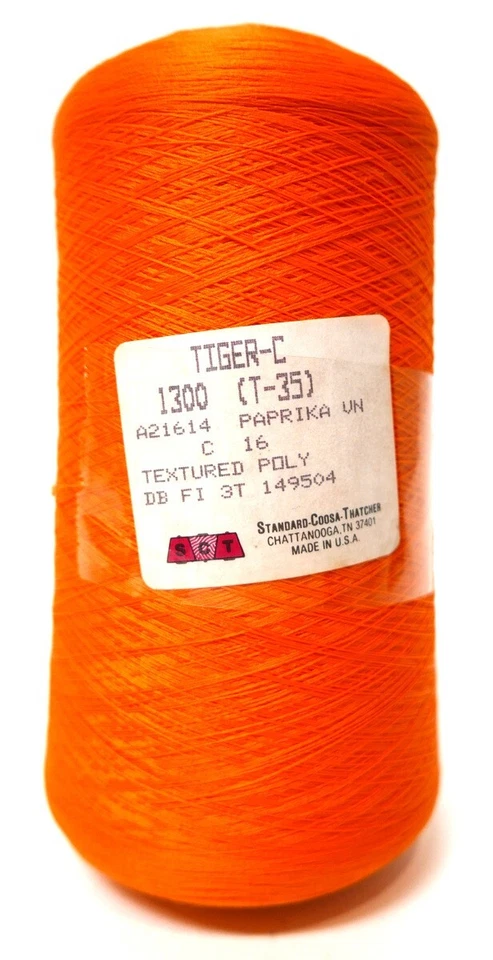 TIGER-C
1300 (T-35)
A21614 PAPRIKA VN
C 16
TEXTURED POLY
DB FI 3T 149504
SCT
STANDARD-COOSA-THATCHER
CHATTANOOGA, TN 37401
MADE IN U.S.A.